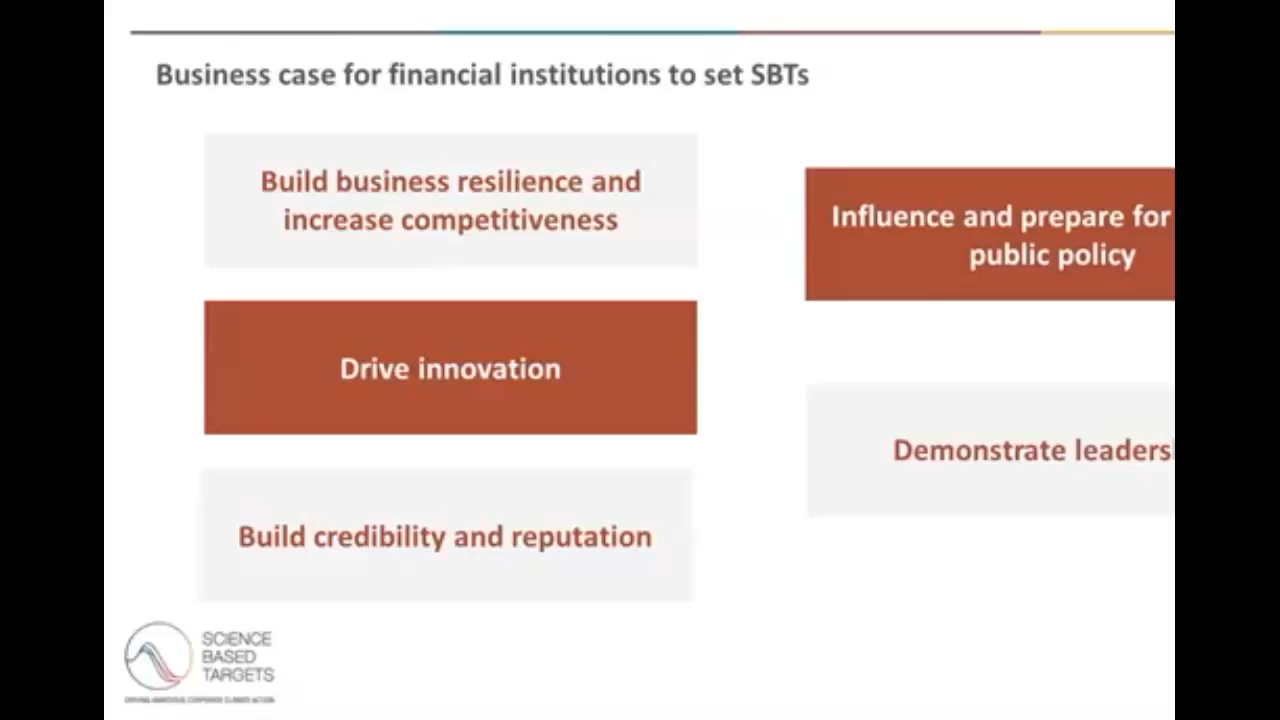 Business case for financial institutions to set SBTs
Build business resilience and
increase competitiveness
Drive innovation
Build credibility and reputation
Influence and prepare for
public policy
Demonstrate leaders
SCIENCE
BASED
TARGETS